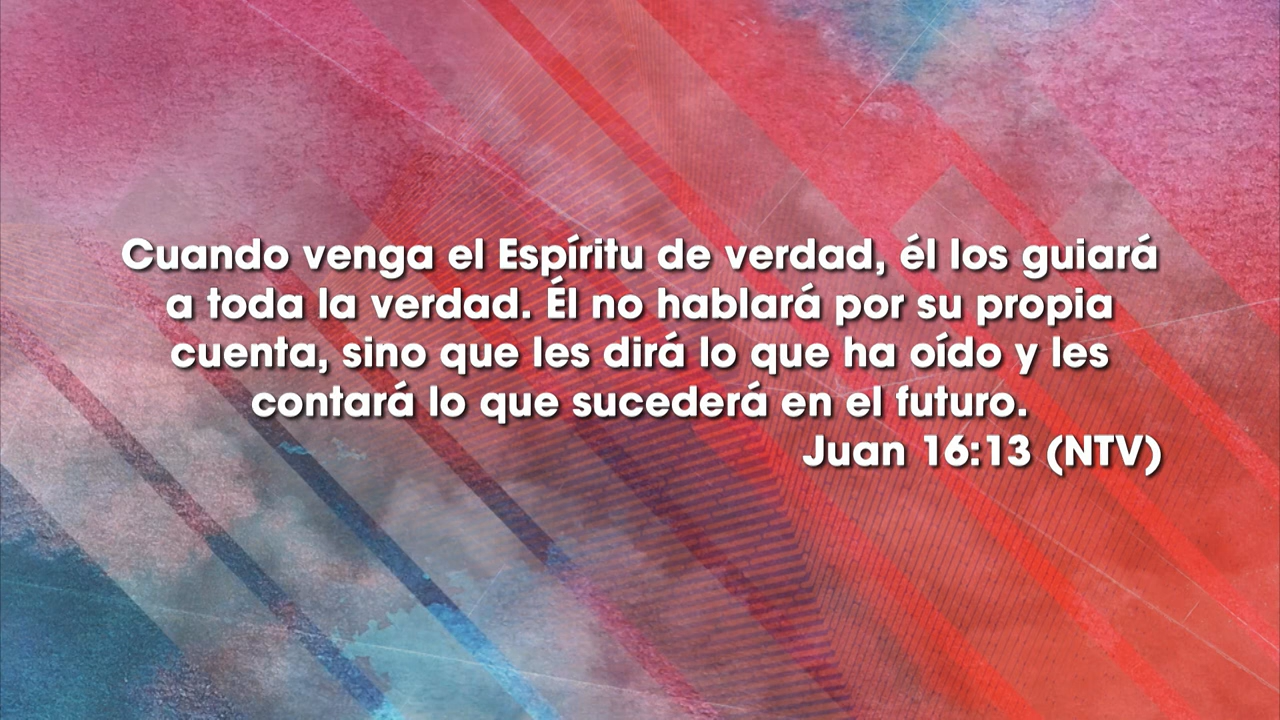 Cuando venga el Espíritu de verdad, él los guiará
a toda la verdad. Él no hablará por su propia
cuenta, sino que les dirá lo que ha oído y les
contará lo que sucederá en el futuro.
Juan 16:13 (NTV)